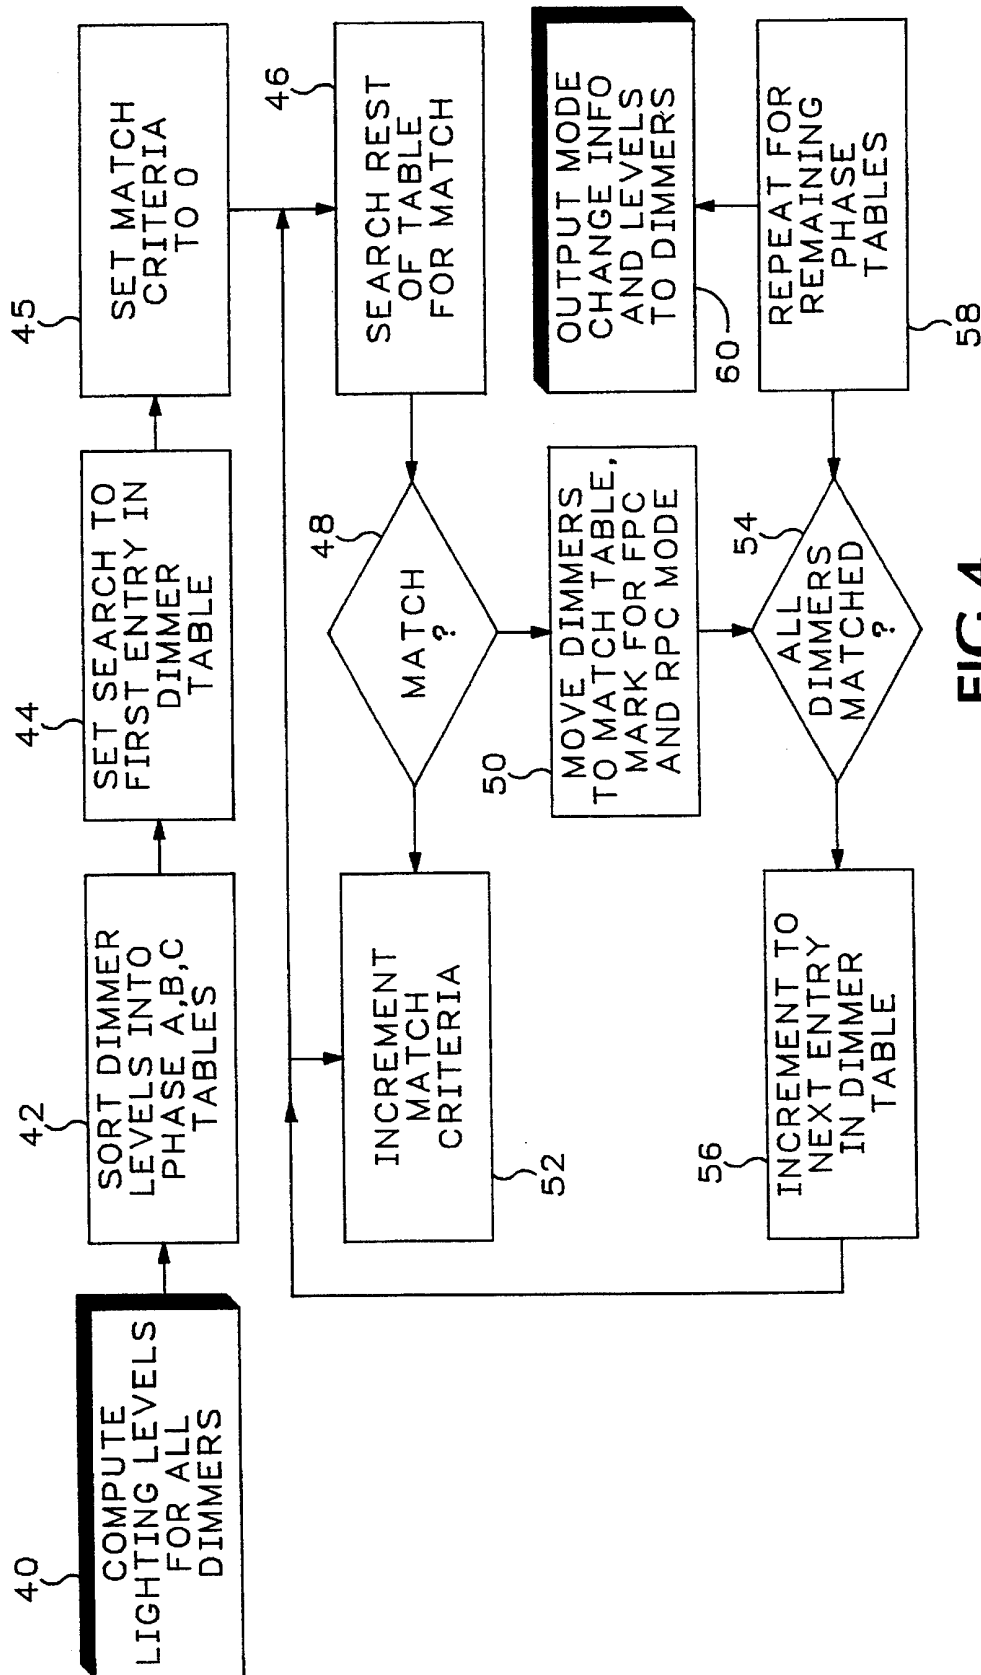 40
COMPUTE
LIGHTING LEVELS
FOR ALL
DIMMERS
42
SORT DIMMER
LEVELS INTO
PHASE A,B,C
TABLES
44
SET SEARCH TO
FIRST ENTRY IN
DIMMER
TABLE
45
SET MATCH
CRITERIA
TO 0
46
SEARCH REST
OF TABLE
FOR MATCH
48
MATCH
?
52
INCREMENT
MATCH
CRITERIA
50
MOVE DIMMERS
TO MATCH TABLE,
MARK FOR FPC
AND RPC MODE
54
ALL
DIMMERS
MATCHED
?
56
INCREMENT TO
NEXT ENTRY
IN DIMMER
TABLE
58
REPEAT FOR
REMAINING
PHASE
TABLES
60
OUTPUT MODE
CHANGE INFO
AND LEVELS
TO DIMMERS
FIG.4